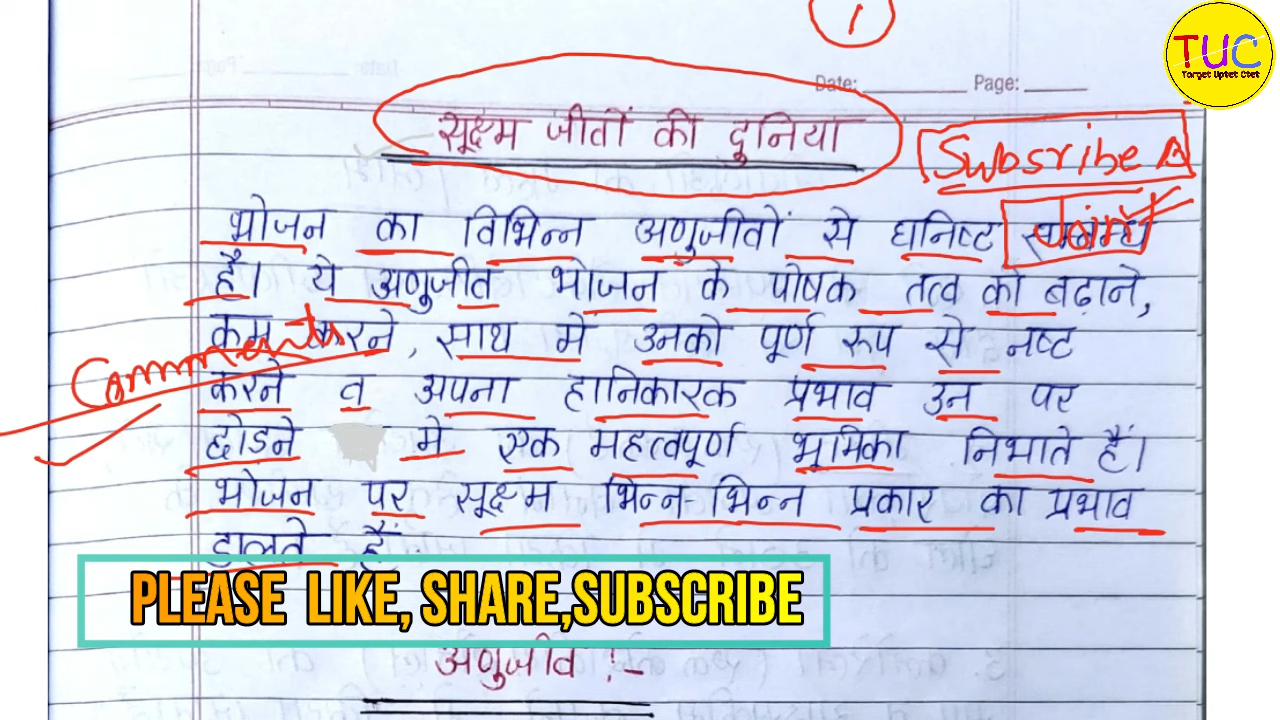 1
TUC
Target Uptet Ctet
Date: Page:
सूक्ष्म जीवों की दुनिया
Subscribe
भोजन का विभिन्न अणुजीवों से घनिष्ट सम्बन्ध
है। ये अणुजीव भोजन के पोषक तत्व को बढ़ाने,
कम करने, साथ मे उनको पूर्ण रुप से नष्ट
Comment
करने व अपना हानिकारक प्रभाव उन पर
छोडने मे एक महत्वपूर्ण भूमिका निभाते हैं।
भोजन पर सूक्ष्म भिन्न-भिन्न प्रकार का प्रभाव
डालते हैं.
PLEASE LIKE, SHARE,SUBSCRIBE
अणुजीव :-